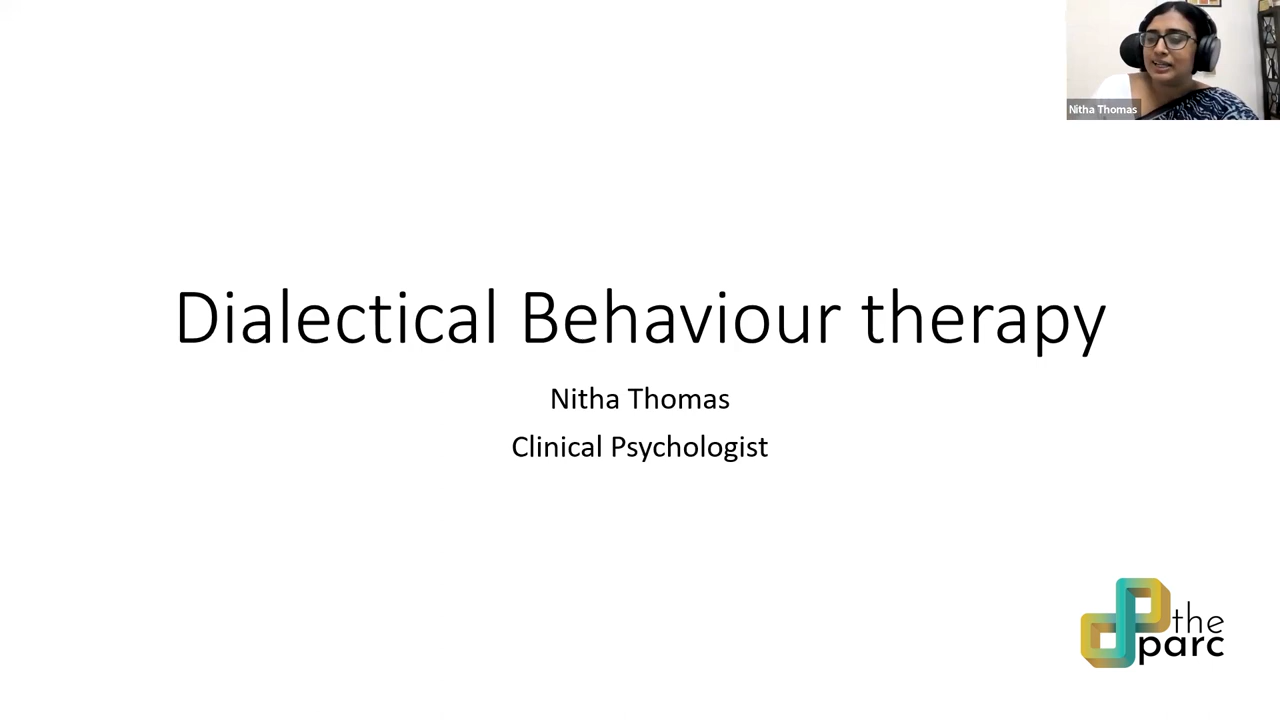 Nitha Thomas
Dialectical Behaviour therapy
Nitha Thomas
Clinical Psychologist
the
parc